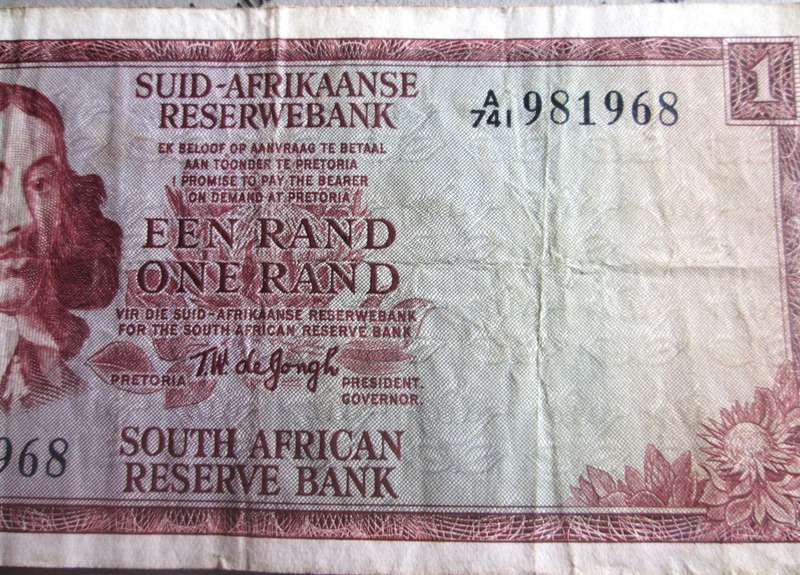 SUID-AFRIKAANSE
RESERWEBANK
A/741 981968
1
EK BELOOF OP AANVRAAG TE BETAAL
AAN TOONDER TE PRETORIA
I PROMISE TO PAY THE BEARER
ON DEMAND AT PRETORIA
EEN RAND
ONE RAND
VIR DIE SUID-AFRIKAANSE RESERWEBANK
FOR THE SOUTH AFRICAN RESERVE BANK
T.W. de Jongh
PRETORIA
PRESIDENT.
GOVERNOR.
968
SOUTH AFRICAN
RESERVE BANK